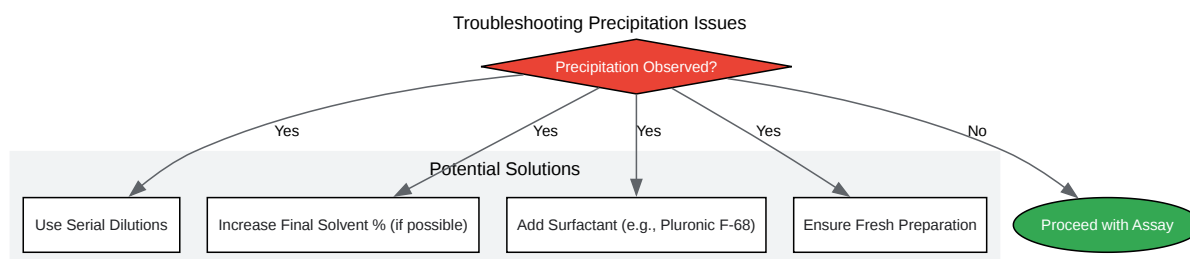 Troubleshooting Precipitation Issues
Precipitation Observed?
Yes
Yes
Yes
Yes
No
Potential Solutions
Use Serial Dilutions
Increase Final Solvent % (if possible)
Add Surfactant (e.g., Pluronic F-68)
Ensure Fresh Preparation
Proceed with Assay